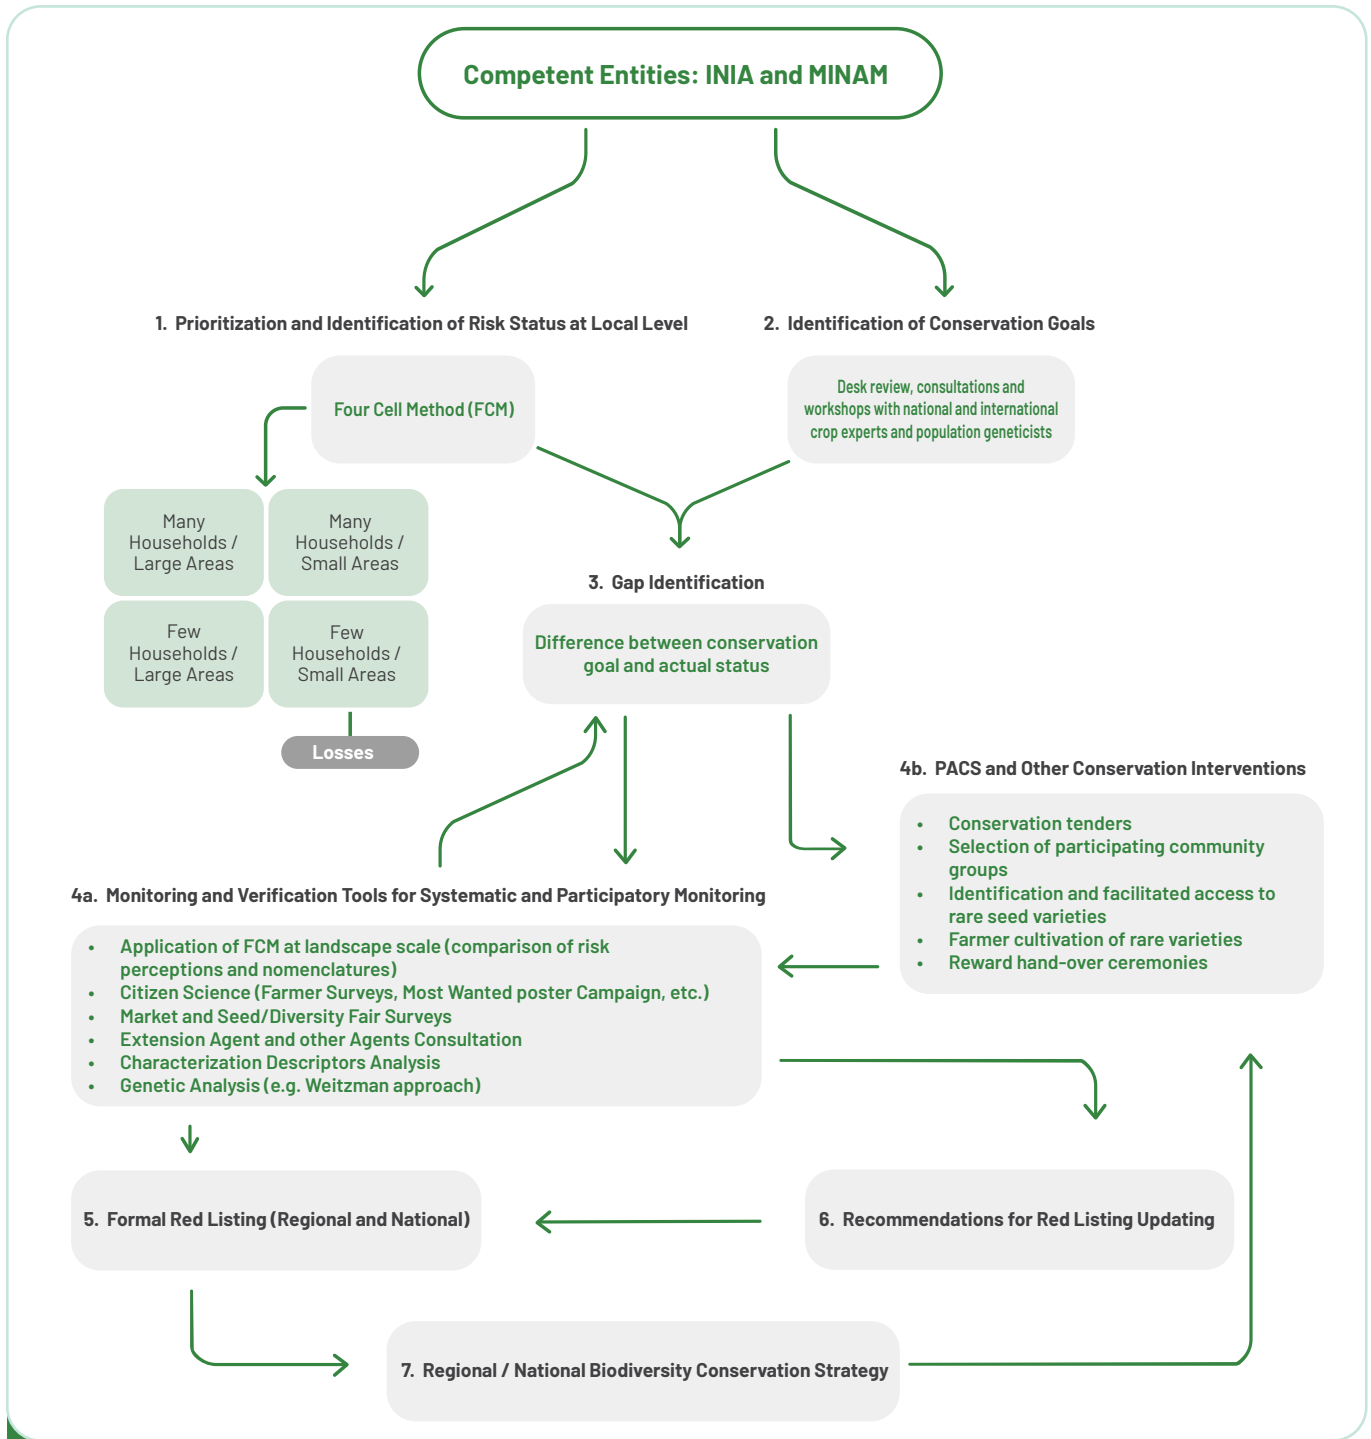 Competent Entities: INIA and MINAM
1. Prioritization and Identification of Risk Status at Local Level
2. Identification of Conservation Goals
Four Cell Method (FCM)
Desk review, consultations and
workshops with national and international
crop experts and population geneticists
Many
Households /
Large Areas
Many
Households /
Small Areas
Few
Households /
Large Areas
Few
Households /
Small Areas
Losses
3. Gap Identification
Difference between conservation
goal and actual status
4b. PACS and Other Conservation Interventions
• Conservation tenders
• Selection of participating community
groups
• Identification and facilitated access to
rare seed varieties
• Farmer cultivation of rare varieties
• Reward hand-over ceremonies
4a. Monitoring and Verification Tools for Systematic and Participatory Monitoring
• Application of FCM at landscape scale (comparison of risk
perceptions and nomenclatures)
• Citizen Science (Farmer Surveys, Most Wanted poster Campaign, etc.)
• Market and Seed/Diversity Fair Surveys
• Extension Agent and other Agents Consultation
• Characterization Descriptors Analysis
• Genetic Analysis (e.g. Weitzman approach)
5. Formal Red Listing (Regional and National)
6. Recommendations for Red Listing Updating
7. Regional / National Biodiversity Conservation Strategy